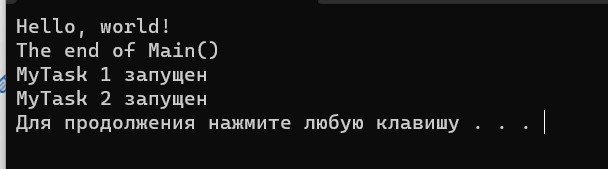 Hello, world!
The end of Main()
MyTask 1 запущен
MyTask 2 запущен
Для продолжения нажмите любую клавишу . . .